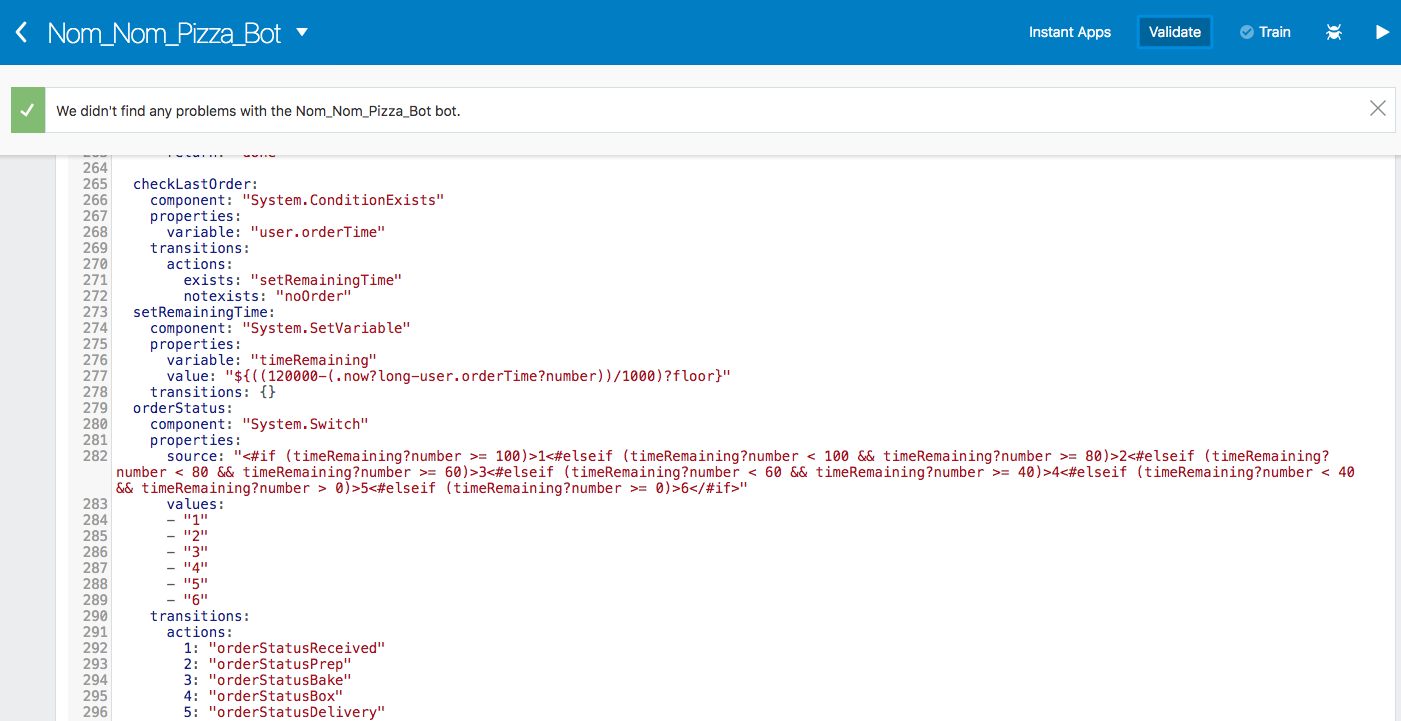 Nom_Nom_Pizza_Bot
Instant Apps
Validate
Train
We didn't find any problems with the Nom_Nom_Pizza_Bot bot.
264
265 checkLastOrder:
266 component: "System.ConditionExists"
267 properties:
268 variable: "user.orderTime"
269 transitions:
270 actions:
271 exists: "setRemainingTime"
272 notexists: "noOrder"
273 setRemainingTime:
274 component: "System.SetVariable"
275 properties:
276 variable: "timeRemaining"
277 value: "${((120000-(.now?long-user.orderTime?number))/1000)?floor}"
278 transitions: {}
279 orderStatus:
280 component: "System.Switch"
281 properties:
282 source: "<#if (timeRemaining?number >= 100)>1<#elseif (timeRemaining?number < 100 && timeRemaining?number >= 80)>2<#elseif (timeRemaining?
number < 80 && timeRemaining?number >= 60)>3<#elseif (timeRemaining?number < 60 && timeRemaining?number >= 40)>4<#elseif (timeRemaining?number < 40
&& timeRemaining?number > 0)>5<#elseif (timeRemaining?number >= 0)>6</#if>"
283 values:
284 - "1"
285 - "2"
286 - "3"
287 - "4"
288 - "5"
289 - "6"
290 transitions:
291 actions:
292 1: "orderStatusReceived"
293 2: "orderStatusPrep"
294 3: "orderStatusBake"
295 4: "orderStatusBox"
296 5: "orderStatusDelivery"